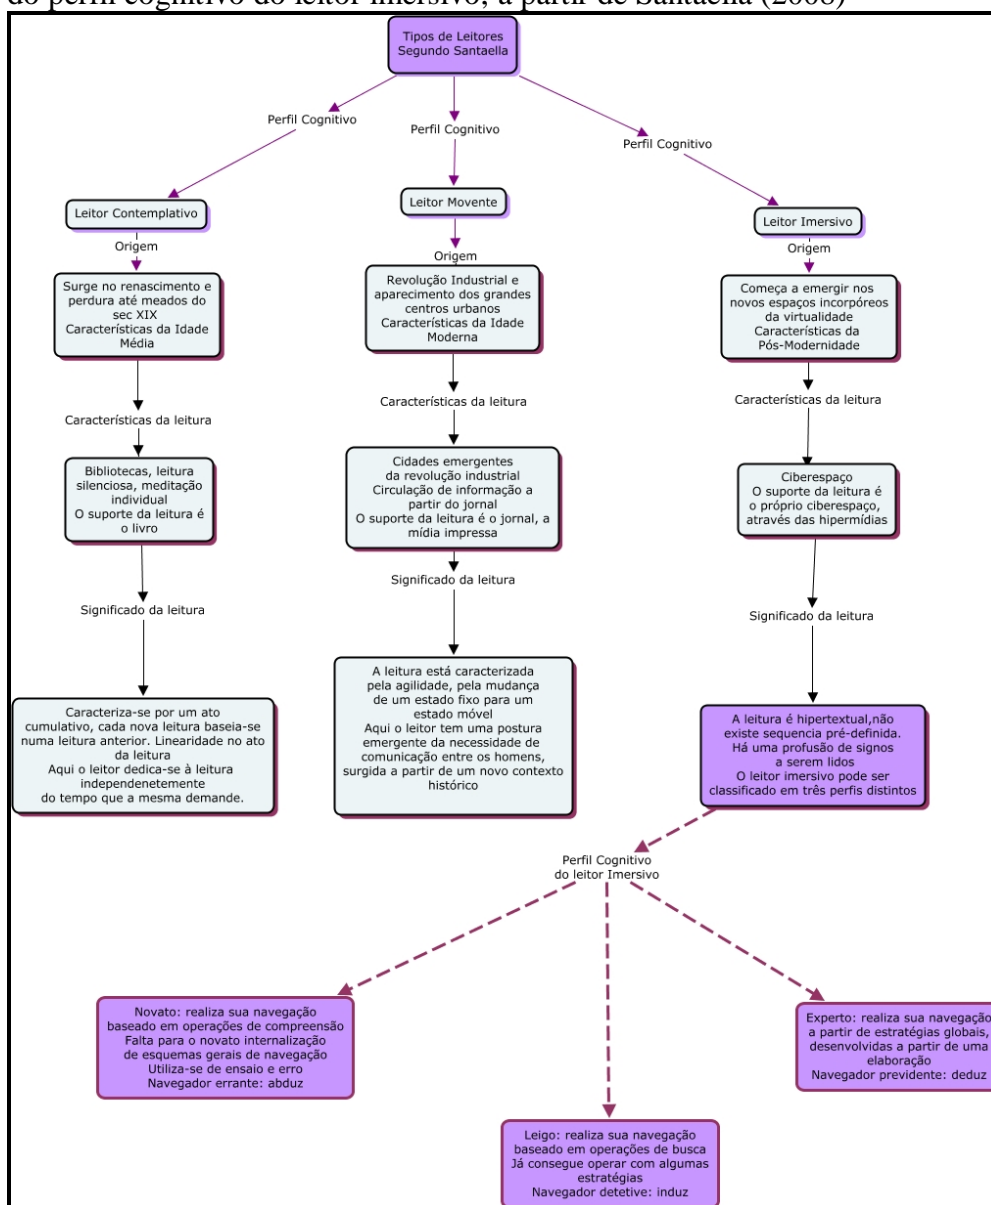 do perfil cognitivo do leitor imersivo, a partir de Santaella (2008)
Tipos de Leitores
Segundo Santaella
Perfil Cognitivo
Perfil Cognitivo
Perfil Cognitivo
Leitor Contemplativo
Leitor Movente
Leitor Imersivo
Origem
Origem
Origem
Surge no renascimento e
perdura até meados do
sec XIX
Características da Idade
Média
Revolução Industrial e
aparecimento dos grandes
centros urbanos
Características da Idade
Moderna
Começa a emergir nos
novos espaços incorpóreos
da virtualidade
Características da
Pós-Modernidade
Características da leitura
Características da leitura
Características da leitura
Bibliotecas, leitura
silenciosa, meditação
individual
O suporte da leitura é
o livro
Cidades emergentes
da revolução industrial
Circulação de informação a
partir do jornal
O suporte da leitura é o jornal, a
mídia impressa
Ciberespaço
O suporte da leitura é
o próprio ciberespaço,
através das hipermídias
Significado da leitura
Significado da leitura
Significado da leitura
Caracteriza-se por um ato
cumulativo, cada nova leitura baseia-se
numa leitura anterior. Linearidade no ato
da leitura
Aqui o leitor dedica-se à leitura
independenetemente
do tempo que a mesma demande.
A leitura está caracterizada
pela agilidade, pela mudança
de um estado fixo para um
estado móvel
Aqui o leitor tem uma postura
emergente da necessidade de
comunicação entre os homens,
surgida a partir de um novo contexto
histórico
A leitura é hipertextual,não
existe sequencia pré-definida.
Há uma profusão de signos
a serem lidos
O leitor imersivo pode ser
classificado em três perfis distintos
Perfil Cognitivo
do leitor Imersivo
Novato: realiza sua navegação
baseado em operações de compreensão
Falta para o novato internalização
de esquemas gerais de navegação
Utiliza-se de ensaio e erro
Navegador errante: abduz
Leigo: realiza sua navegação
baseado em operações de busca
Já consegue operar com algumas
estratégias
Navegador detetive: induz
Experto: realiza sua navegação
a partir de estratégias globais,
desenvolvidas a partir de uma
elaboração
Navegador previdente: deduz